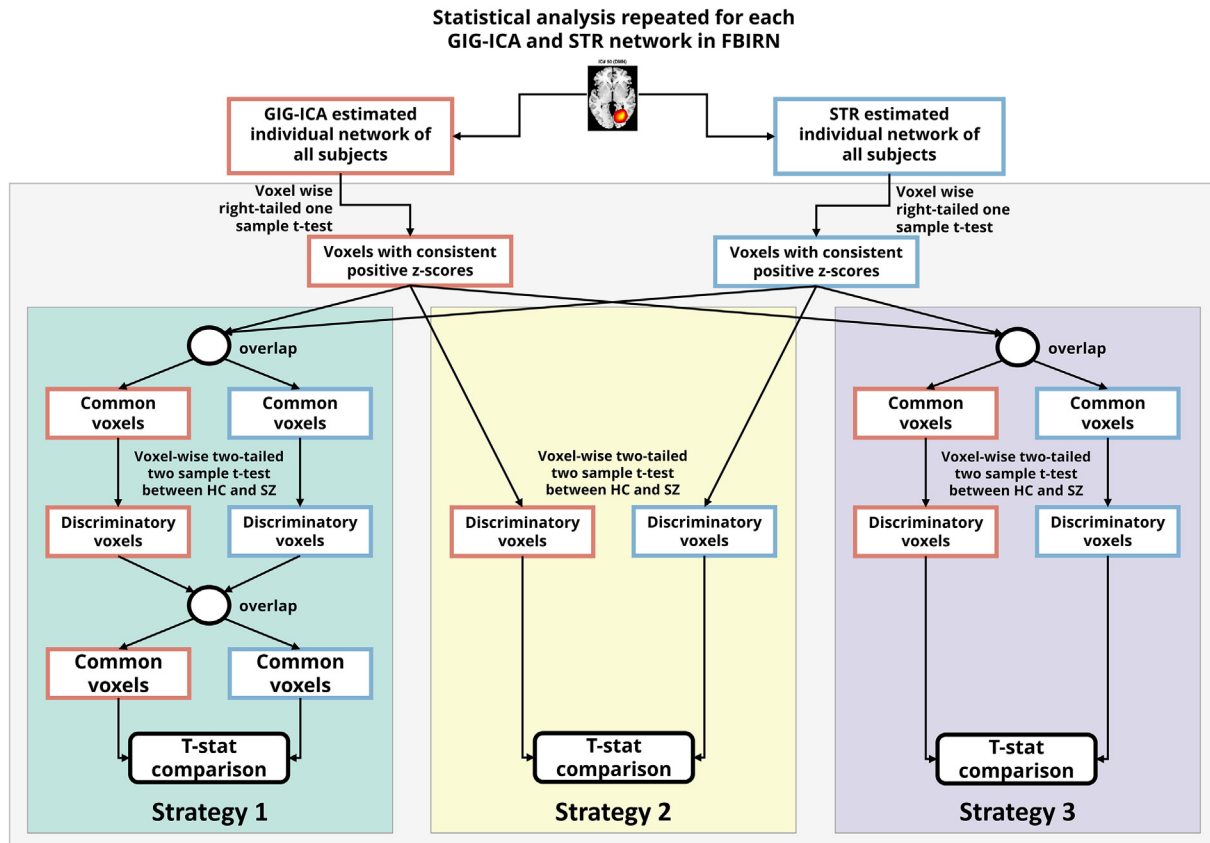 Statistical analysis repeated for each
GIG-ICA and STR network in FBIRN
IC# 50 (DMN)
GIG-ICA estimated
individual network of
all subjects
STR estimated
individual network of
all subjects
Voxel wise
right-tailed one
sample t-test
Voxel wise
right-tailed one
sample t-test
Voxels with consistent
positive z-scores
Voxels with consistent
positive z-scores
overlap
Common
voxels
Common
voxels
Voxel-wise two-tailed
two sample t-test
between HC and SZ
Discriminatory
voxels
Discriminatory
voxels
overlap
Common
voxels
Common
voxels
T-stat
comparison
Strategy 1
Voxel-wise two-tailed
two sample t-test
between HC and SZ
Discriminatory
voxels
Discriminatory
voxels
T-stat
comparison
Strategy 2
overlap
Common
voxels
Common
voxels
Voxel-wise two-tailed
two sample t-test
between HC and SZ
Discriminatory
voxels
Discriminatory
voxels
T-stat
comparison
Strategy 3